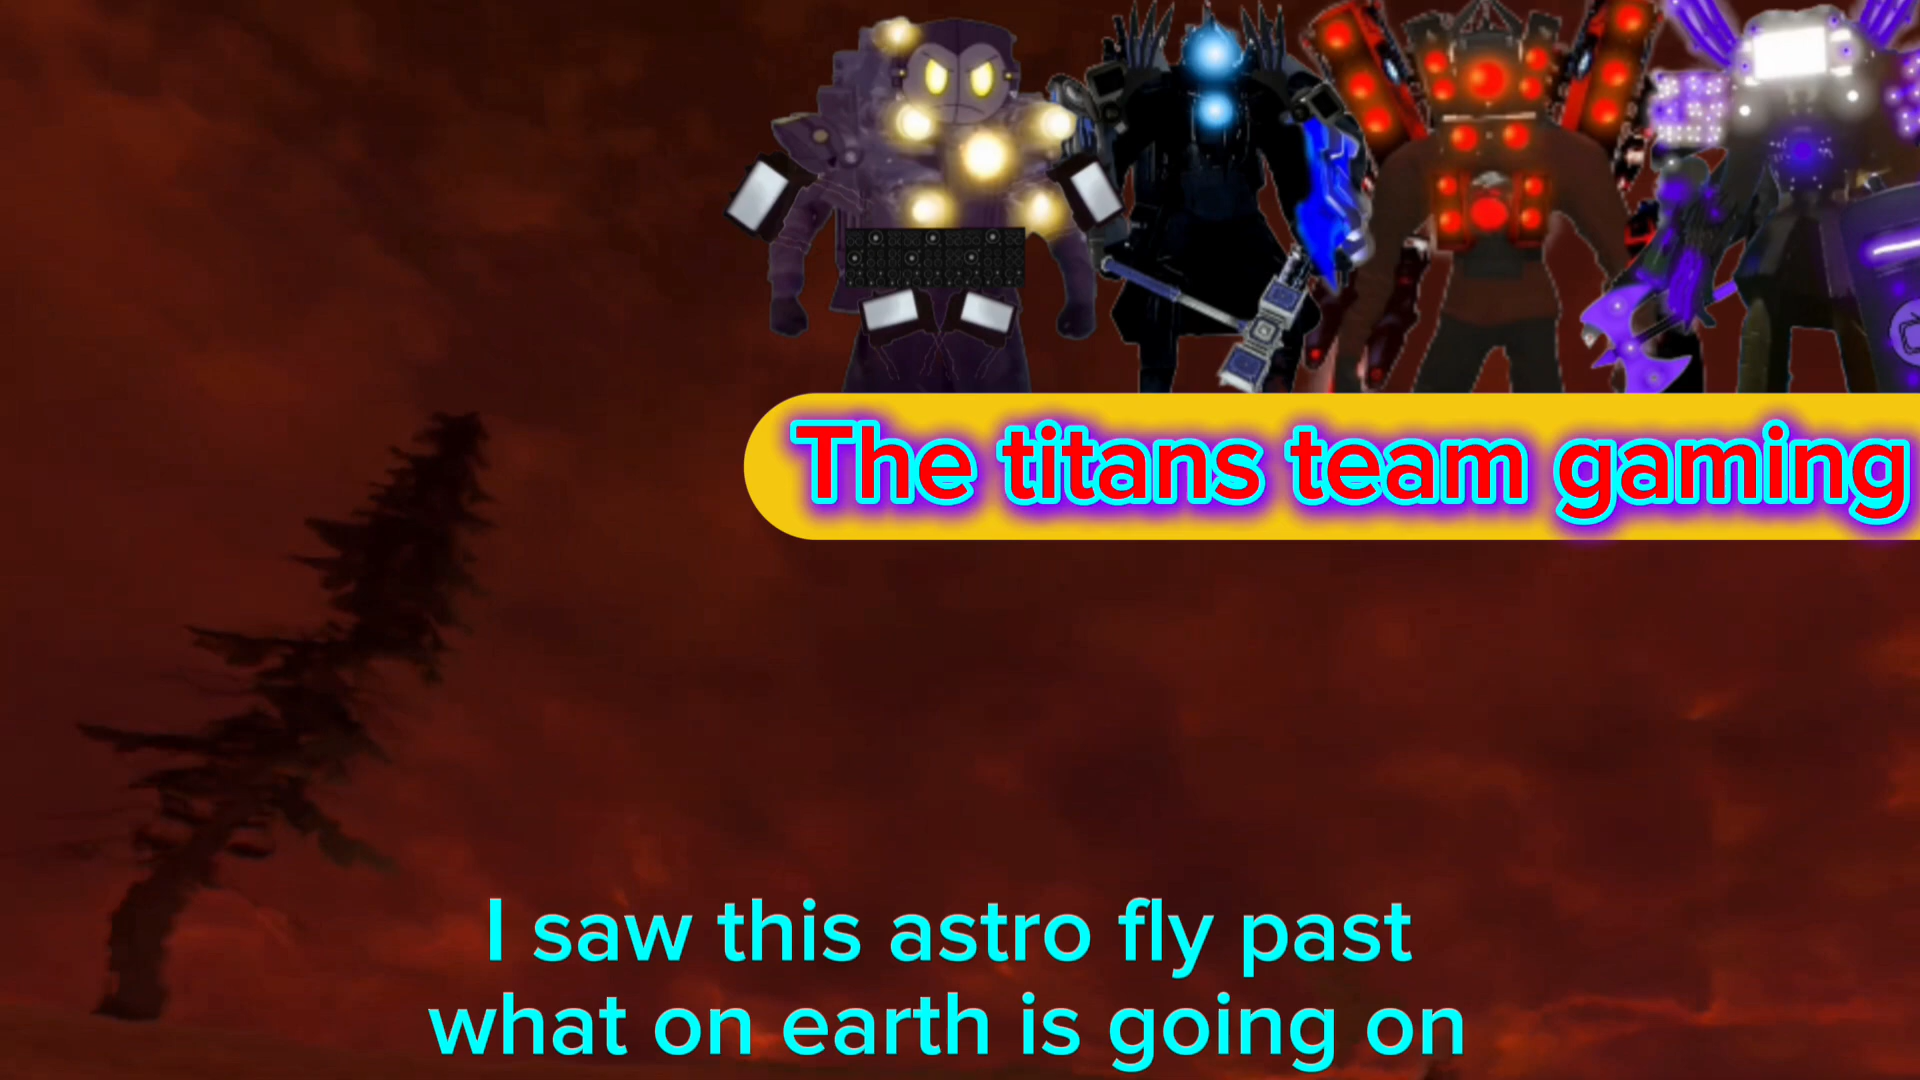 The titans team gaming
I saw this astro fly past
what on earth is going on